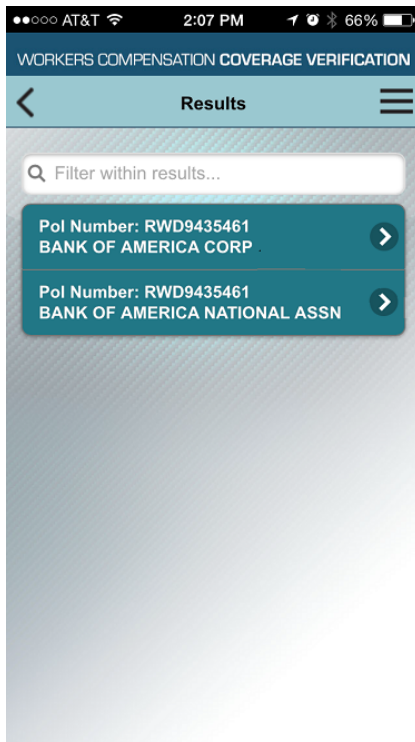 AT&T 2:07 PM 66%
WORKERS COMPENSATION COVERAGE VERIFICATION
Results
Filter within results...
Pol Number: RWD9435461
BANK OF AMERICA CORP
Pol Number: RWD9435461
BANK OF AMERICA NATIONAL ASSN